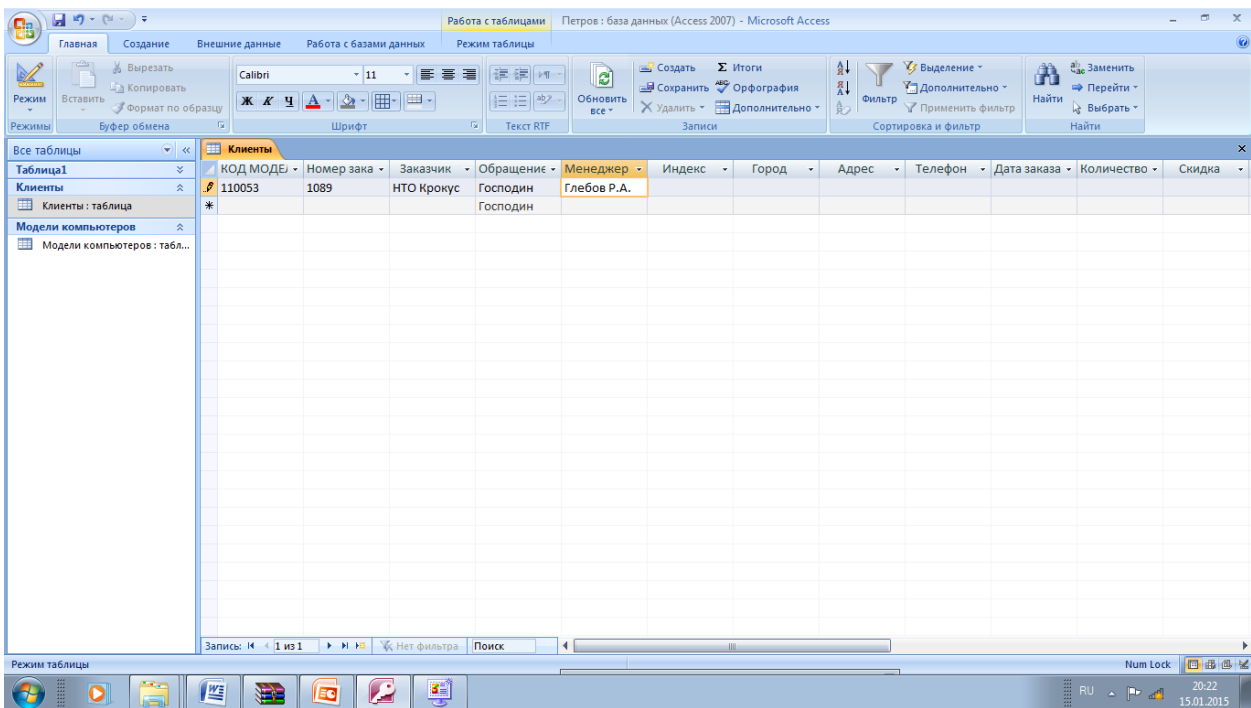 Работа с таблицами Петров : база данных (Access 2007) - Microsoft Access
Главная Создание Внешние данные Работа с базами данных Режим таблицы
Режим
Режимы
Вставить
Вырезать
Копировать
Формат по образцу
Буфер обмена
Calibri 11
Ж К Ч А
Шрифт
Текст RTF
Обновить все
Создать
Сохранить
Удалить
Итоги
Орфография
Дополнительно
Записи
Фильтр
Выделение
Дополнительно
Применить фильтр
Сортировка и фильтр
Найти
Заменить
Перейти
Выбрать
Найти
Все таблицы
Таблица1
Клиенты
Клиенты : таблица
Модели компьютеров
Модели компьютеров : табл...
Клиенты
КОД МОДЕЛ Номер зака Заказчик Обращение Менеджер Индекс Город Адрес Телефон Дата заказа Количество Скидка
110053 1089 НТО Крокус Господин Глебов Р.А.
Господин
Запись: 1 из 1 Нет фильтра Поиск
Режим таблицы Num Lock
RU 20:22
15.01.2015